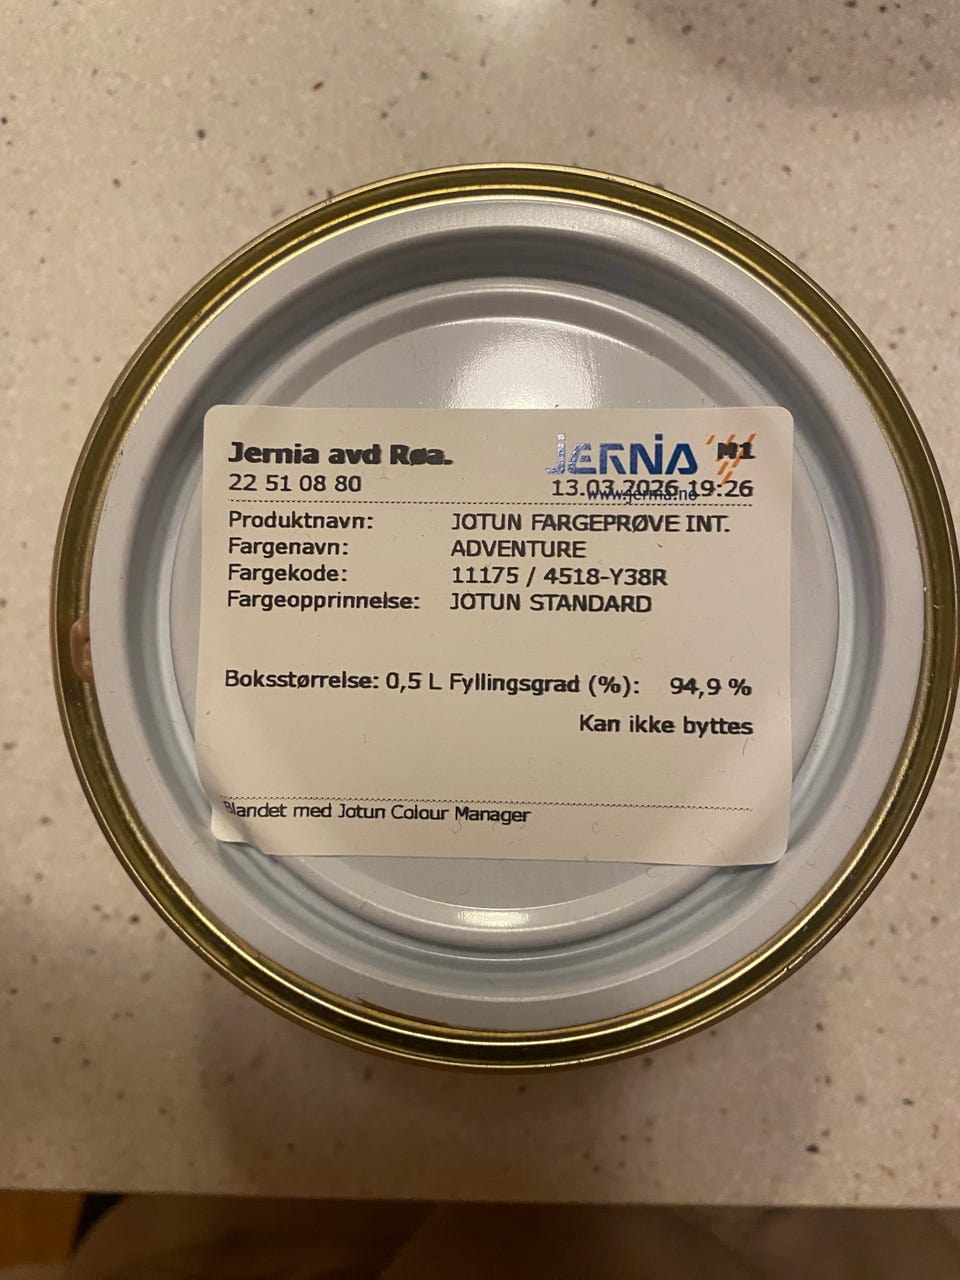 Jernia avd Røa.
JERNIA M1
22 51 08 80
13.03.2026 19:26
www.jernia.no
Produktnavn: JOTUN FARGEPRØVE INT.
Fargenavn: ADVENTURE
Fargekode: 11175 / 4518-Y38R
Fargeopprinnelse: JOTUN STANDARD
Boksstørrelse: 0,5 L Fyllingsgrad (%): 94,9 %
Kan ikke byttes
Blandet med Jotun Colour Manager